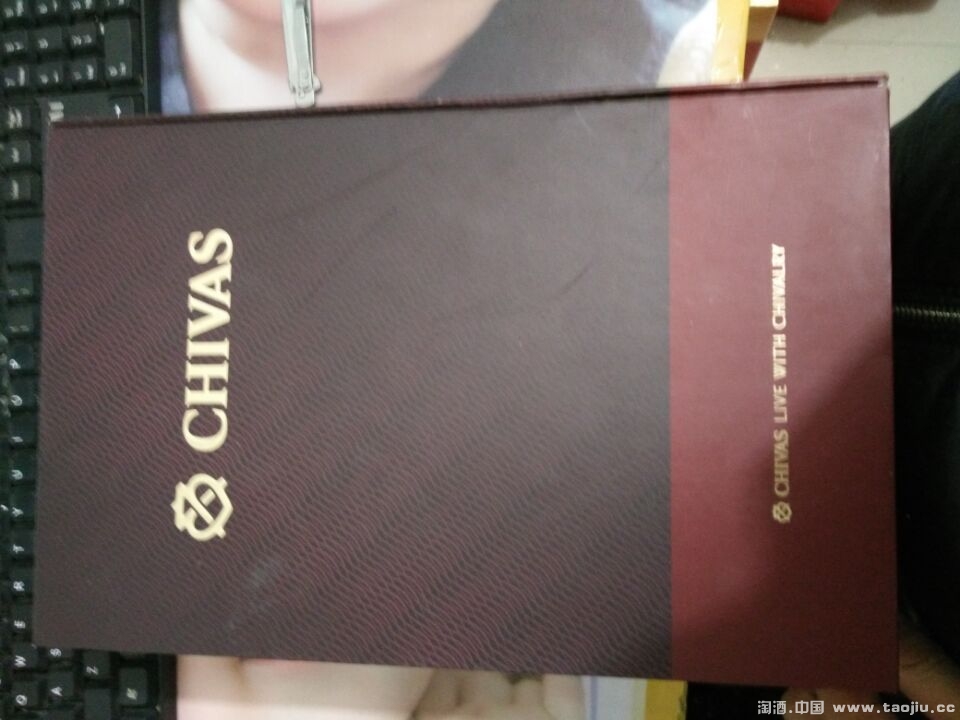 CHIVAS
CHIVAS LIVE WITH CHIVALRY
淘酒.中国 www.taojiu.cc